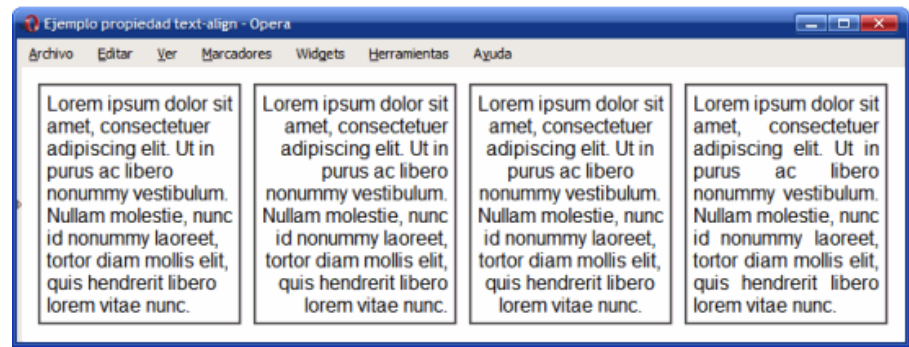 Ejemplo propiedad text-align - Opera
Archivo Editar Ver Marcadores Widgets Herramientas Ayuda
Lorem ipsum dolor sit
amet, consectetuer
adipiscing elit. Ut in
purus ac libero
nonummy vestibulum.
Nullam molestie, nunc
id nonummy laoreet,
tortor diam mollis elit,
quis hendrerit libero
lorem vitae nunc.
Lorem ipsum dolor sit
amet, consectetuer
adipiscing elit. Ut in
purus ac libero
nonummy vestibulum.
Nullam molestie, nunc
id nonummy laoreet,
tortor diam mollis elit,
quis hendrerit libero
lorem vitae nunc.
Lorem ipsum dolor sit
amet, consectetuer
adipiscing elit. Ut in
purus ac libero
nonummy vestibulum.
Nullam molestie, nunc
id nonummy laoreet,
tortor diam mollis elit,
quis hendrerit libero
lorem vitae nunc.
Lorem ipsum dolor sit
amet, consectetuer
adipiscing elit. Ut in
purus ac libero
nonummy vestibulum.
Nullam molestie, nunc
id nonummy laoreet,
tortor diam mollis elit,
quis hendrerit libero
lorem vitae nunc.